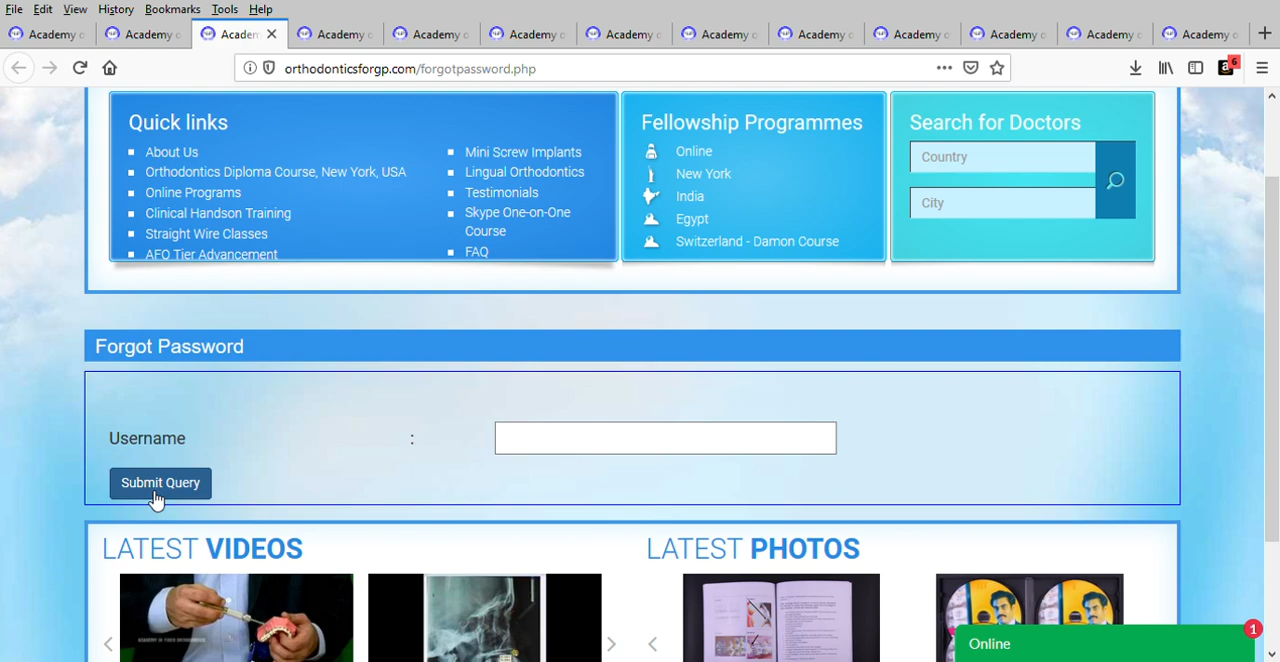 File Edit View History Bookmarks Tools Help
Academy o Academy o Academ Academy o Academy o Academy o Academy o Academy o Academy o Academy o Academy o Academy o Academy o
orthodonticsforgp.com/forgotpassword.php
6
Quick links
About Us
Orthodontics Diploma Course, New York, USA
Online Programs
Clinical Handson Training
Straight Wire Classes
AFO Tier Advancement
Mini Screw Implants
Lingual Orthodontics
Testimonials
Skype One-on-One
Course
FAQ
Fellowship Programmes
Online
New York
India
Egypt
Switzerland - Damon Course
Search for Doctors
Country
City
Forgot Password
Username :
Submit Query
LATEST VIDEOS
LATEST PHOTOS
Online
1